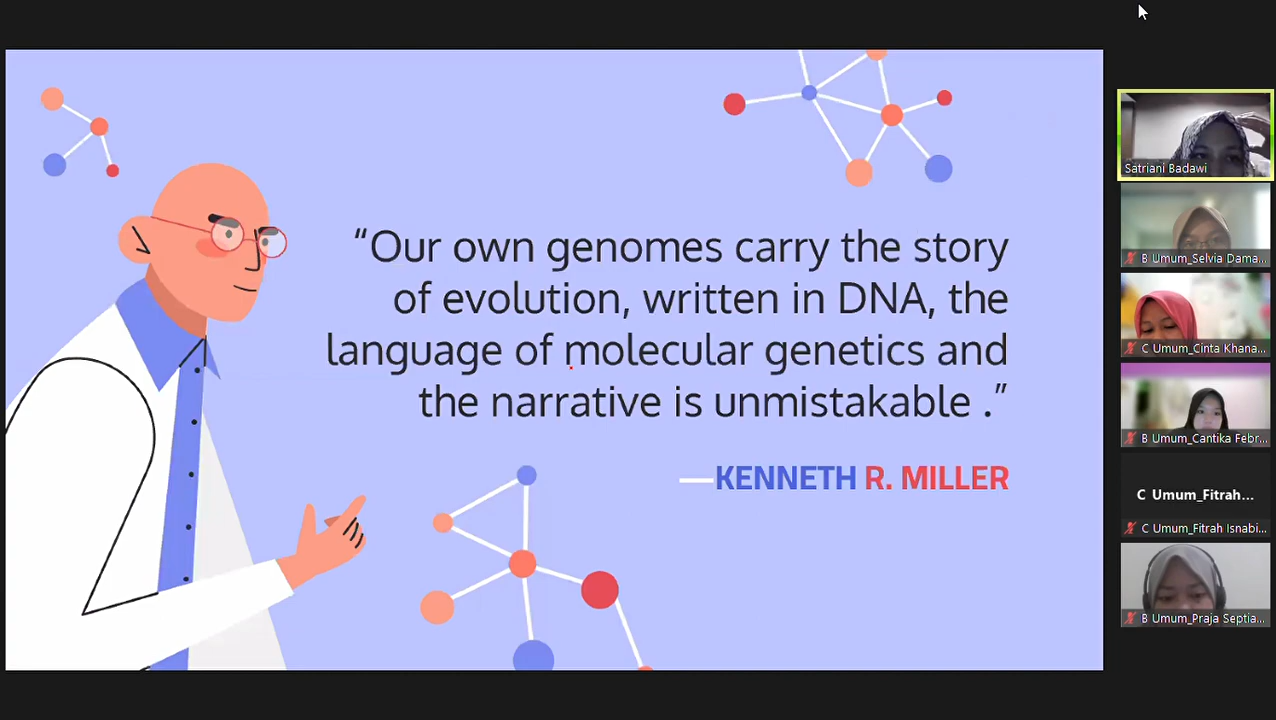 “Our own genomes carry the story
of evolution, written in DNA, the
language of molecular genetics and
the narrative is unmistakable .”
—KENNETH R. MILLER
Satriani Badawi
B Umum_Selvia Dama...
C Umum_Cinta Khana...
B Umum_Cantika Febr...
C Umum_Fitrah...
C Umum_Fitrah Isnabi...
B Umum_Praja Septia...